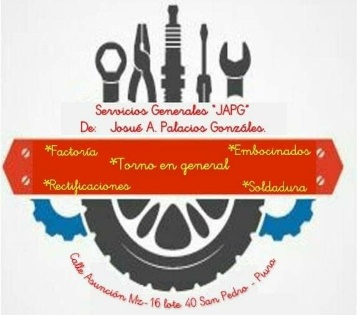 Servicios Generales "JAPG"
De: Josué A. Palacios Gonzáles.
*Factoría
*Embocinados
*Torno en general
*Rectificaciones
*Soldadura
Calle Asunción Mz-16 lote 40 San Pedro - Piura